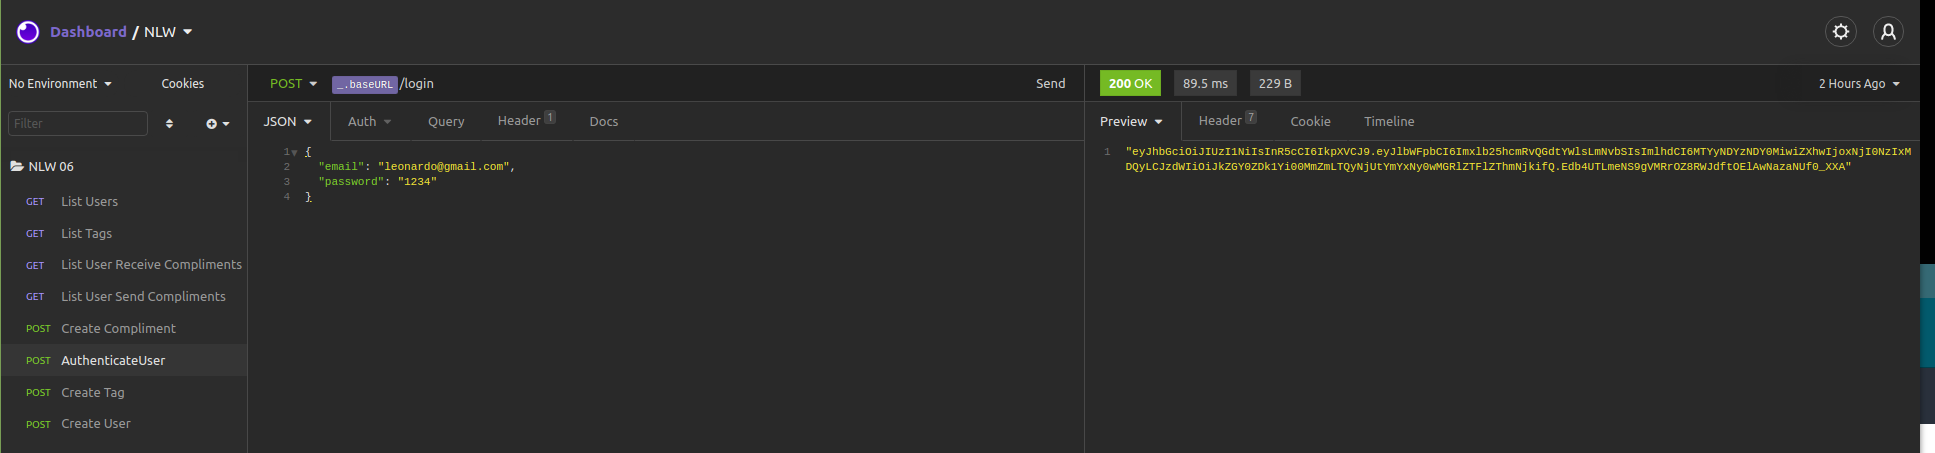 Dashboard / NLW
No Environment
Cookies
Filter
NLW 06
GET List Users
GET List Tags
GET List User Receive Compliments
GET List User Send Compliments
POST Create Compliment
POST AuthenticateUser
POST Create Tag
POST Create User
POST _.baseURL /login
Send
JSON Auth Query Header 1 Docs
1 {
2 "email": "leonardo@gmail.com",
3 "password": "1234"
4 }
200 OK 89.5 ms 229 B
2 Hours Ago
Preview Header 7 Cookie Timeline
1 "eyJhbGciOiJIUzI1NiIsInR5cCI6IkpXVCJ9.eyJlbWFpbCI6Imxlb25hcmRvQGdtYWlsLmNvbSIsImlhdCI6MTYyNDYzNDY0MiwiZXhwIjoxNjI0NzIxM
DQyLCJzdWIiOiJkZGY0ZDk1Yi00MmZmLTQyNjUtYmYxNy0wMGRlZTFlZThmNjkifQ.Edb4UTLmeNS9gVMRrOZ8RWJdftOElAwNazaNUf0_XXA"